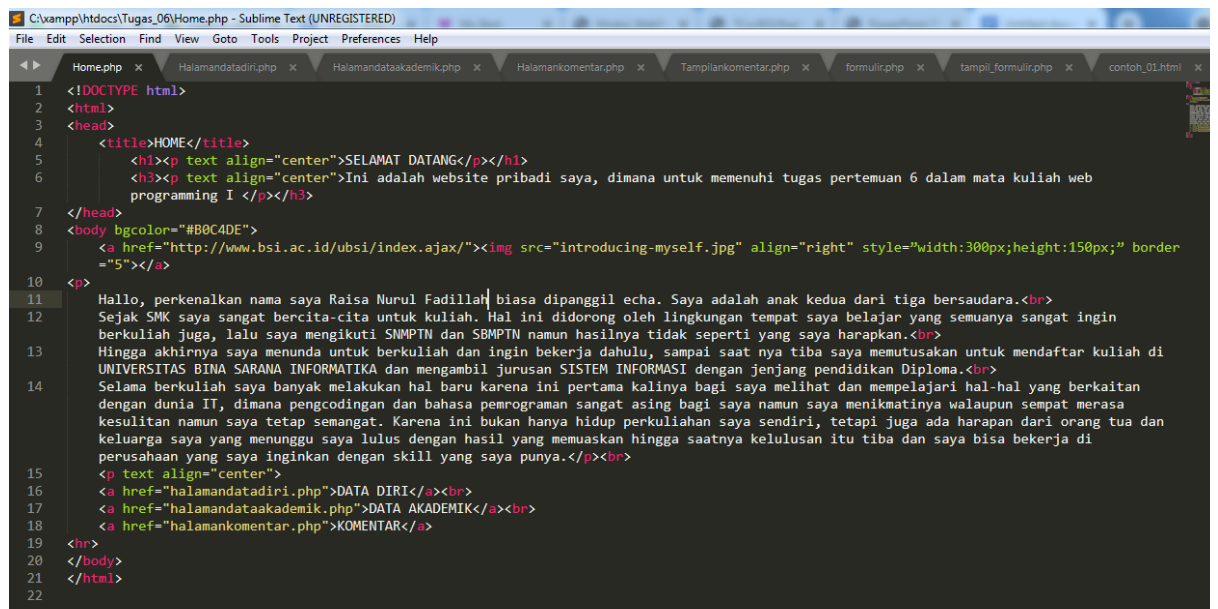 C:\xampp\htdocs\Tugas_06\Home.php - Sublime Text (UNREGISTERED)
File Edit Selection Find View Goto Tools Project Preferences Help
Home.php × Halamandatadiri.php × Halamandataakademik.php × Halamankomentar.php × Tampilankomentar.php × formulir.php × tampil_formulir.php × contoh_01.html ×
1 <!DOCTYPE html>
2 <html>
3 <head>
4 <title>HOME</title>
5 <h1><p text align="center">SELAMAT DATANG</p></h1>
6 <h3><p text align="center">Ini adalah website pribadi saya, dimana untuk memenuhi tugas pertemuan 6 dalam mata kuliah web
programming I </p></h3>
7 </head>
8 <body bgcolor="#B0C4DE">
9 <a href="http://www.bsi.ac.id/ubsi/index.ajax/"><img src="introducing-myself.jpg" align="right" style=”width:300px;height:150px;” border
="5"></a>
10 <p>
11 Hallo, perkenalkan nama saya Raisa Nurul Fadillah biasa dipanggil echa. Saya adalah anak kedua dari tiga bersaudara.<br>
12 Sejak SMK saya sangat bercita-cita untuk kuliah. Hal ini didorong oleh lingkungan tempat saya belajar yang semuanya sangat ingin
berkuliah juga, lalu saya mengikuti SNMPTN dan SBMPTN namun hasilnya tidak seperti yang saya harapkan.<br>
13 Hingga akhirnya saya menunda untuk berkuliah dan ingin bekerja dahulu, sampai saat nya tiba saya memutusakan untuk mendaftar kuliah di
UNIVERSITAS BINA SARANA INFORMATIKA dan mengambil jurusan SISTEM INFORMASI dengan jenjang pendidikan Diploma.<br>
14 Selama berkuliah saya banyak melakukan hal baru karena ini pertama kalinya bagi saya melihat dan mempelajari hal-hal yang berkaitan
dengan dunia IT, dimana pengcodingan dan bahasa pemrograman sangat asing bagi saya namun saya menikmatinya walaupun sempat merasa
kesulitan namun saya tetap semangat. Karena ini bukan hanya hidup perkuliahan saya sendiri, tetapi juga ada harapan dari orang tua dan
keluarga saya yang menunggu saya lulus dengan hasil yang memuaskan hingga saatnya kelulusan itu tiba dan saya bisa bekerja di
perusahaan yang saya inginkan dengan skill yang saya punya.</p><br>
15 <p text align="center">
16 <a href="halamandatadiri.php">DATA DIRI</a><br>
17 <a href="halamandataakademik.php">DATA AKADEMIK</a><br>
18 <a href="halamankomentar.php">KOMENTAR</a>
19 <hr>
20 </body>
21 </html>
22